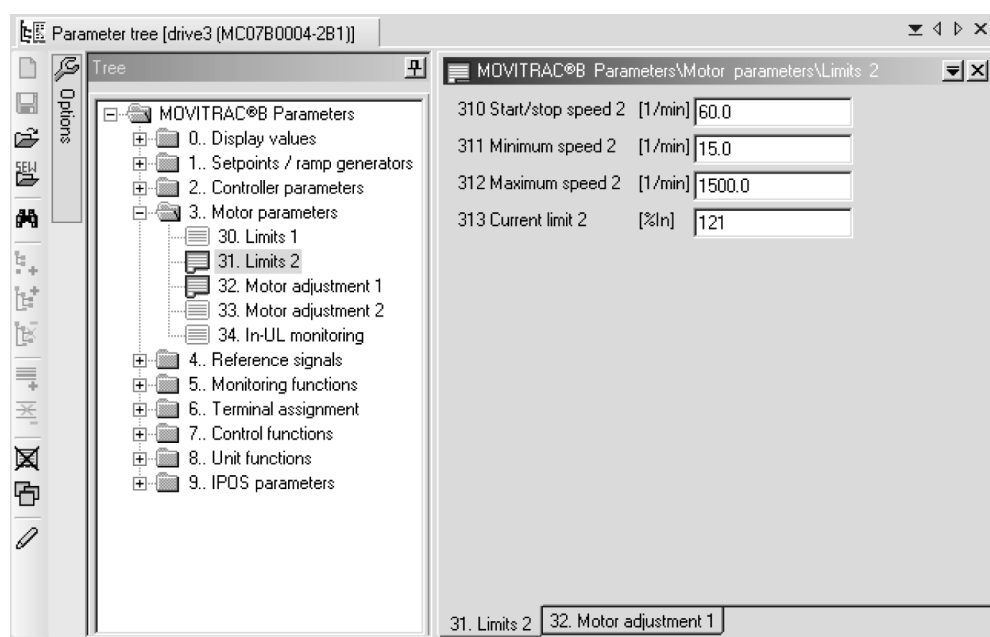 Parameter tree [drive3 (MC07B0004-2B1)]
Options
SEW
Tree
MOVITRAC®B Parameters
0.. Display values
1.. Setpoints / ramp generators
2.. Controller parameters
3.. Motor parameters
30. Limits 1
31. Limits 2
32. Motor adjustment 1
33. Motor adjustment 2
34. In-UL monitoring
4.. Reference signals
5.. Monitoring functions
6.. Terminal assignment
7.. Control functions
8.. Unit functions
9.. IPOS parameters
MOVITRAC®B Parameters\Motor parameters\Limits 2
310 Start/stop speed 2 [1/min] 60.0
311 Minimum speed 2 [1/min] 15.0
312 Maximum speed 2 [1/min] 1500.0
313 Current limit 2 [%In] 121
31. Limits 2 32. Motor adjustment 1